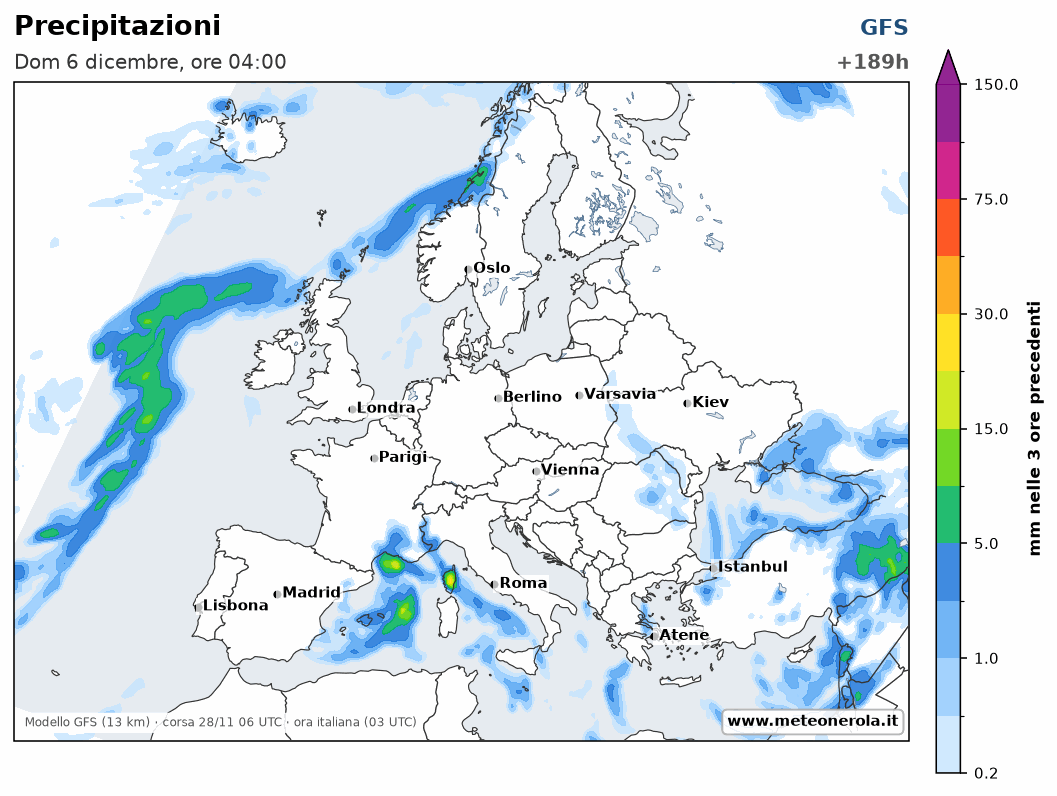 Precipitazioni
GFS
Dom 6 dicembre, ore 04:00
+189h
150.0
75.0
30.0
15.0
5.0
1.0
0.2
mm nelle 3 ore precedenti
Oslo
Berlino
Varsavia
Kiev
Londra
Parigi
Vienna
Istanbul
Roma
Madrid
Lisbona
Atene
Modello GFS (13 km) · corsa 28/11 06 UTC · ora italiana (03 UTC)
www.meteonerola.it